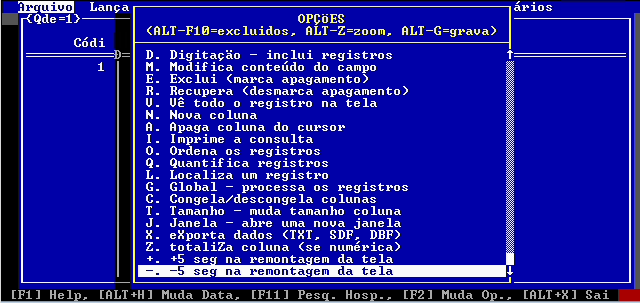 Arquivo Lança ários
(Qde=1)
OPÇÕES
(ALT-F10=excluidos, ALT-Z=zoom, ALT-G=grava)
Códi
D. Digitação - inclui registros
M. Modifica conteúdo do campo
E. Exclui (marca apagamento)
1 R. Recupera (desmarca apagamento)
V. Vê todo o registro na tela
N. Nova coluna
A. Apaga coluna do cursor
I. Imprime a consulta
O. Ordena os registros
Q. Quantifica registros
L. Localiza um registro
G. Global - processa os registros
C. Congela/descongela colunas
T. Tamanho - muda tamanho coluna
J. Janela - abre uma nova janela
X. eXporta dados (TXT, SDF, DBF)
Z. totaliZa coluna (se numérica)
+. +5 seg na remontagem da tela
-. -5 seg na remontagem da tela
[F1] Help, [ALT+H] Muda Data, [F11] Pesq. Hosp., [F2] Muda Op., [ALT+X] Sai